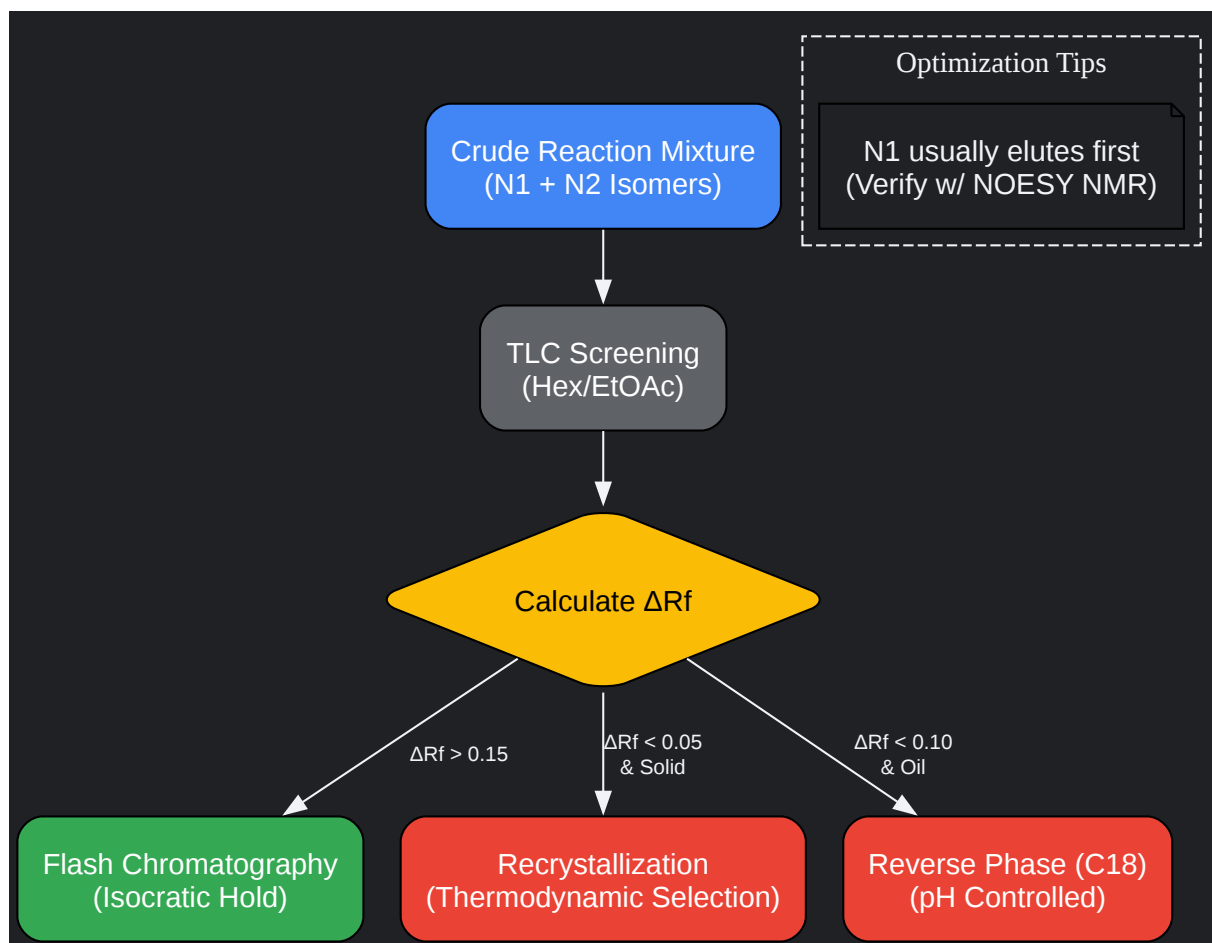 Optimization Tips
N1 usually elutes first
(Verify w/ NOESY NMR)
Crude Reaction Mixture
(N1 + N2 Isomers)
TLC Screening
(Hex/EtOAc)
Calculate ΔRf
ΔRf > 0.15
ΔRf < 0.05
& Solid
ΔRf < 0.10
& Oil
Flash Chromatography
(Isocratic Hold)
Recrystallization
(Thermodynamic Selection)
Reverse Phase (C18)
(pH Controlled)